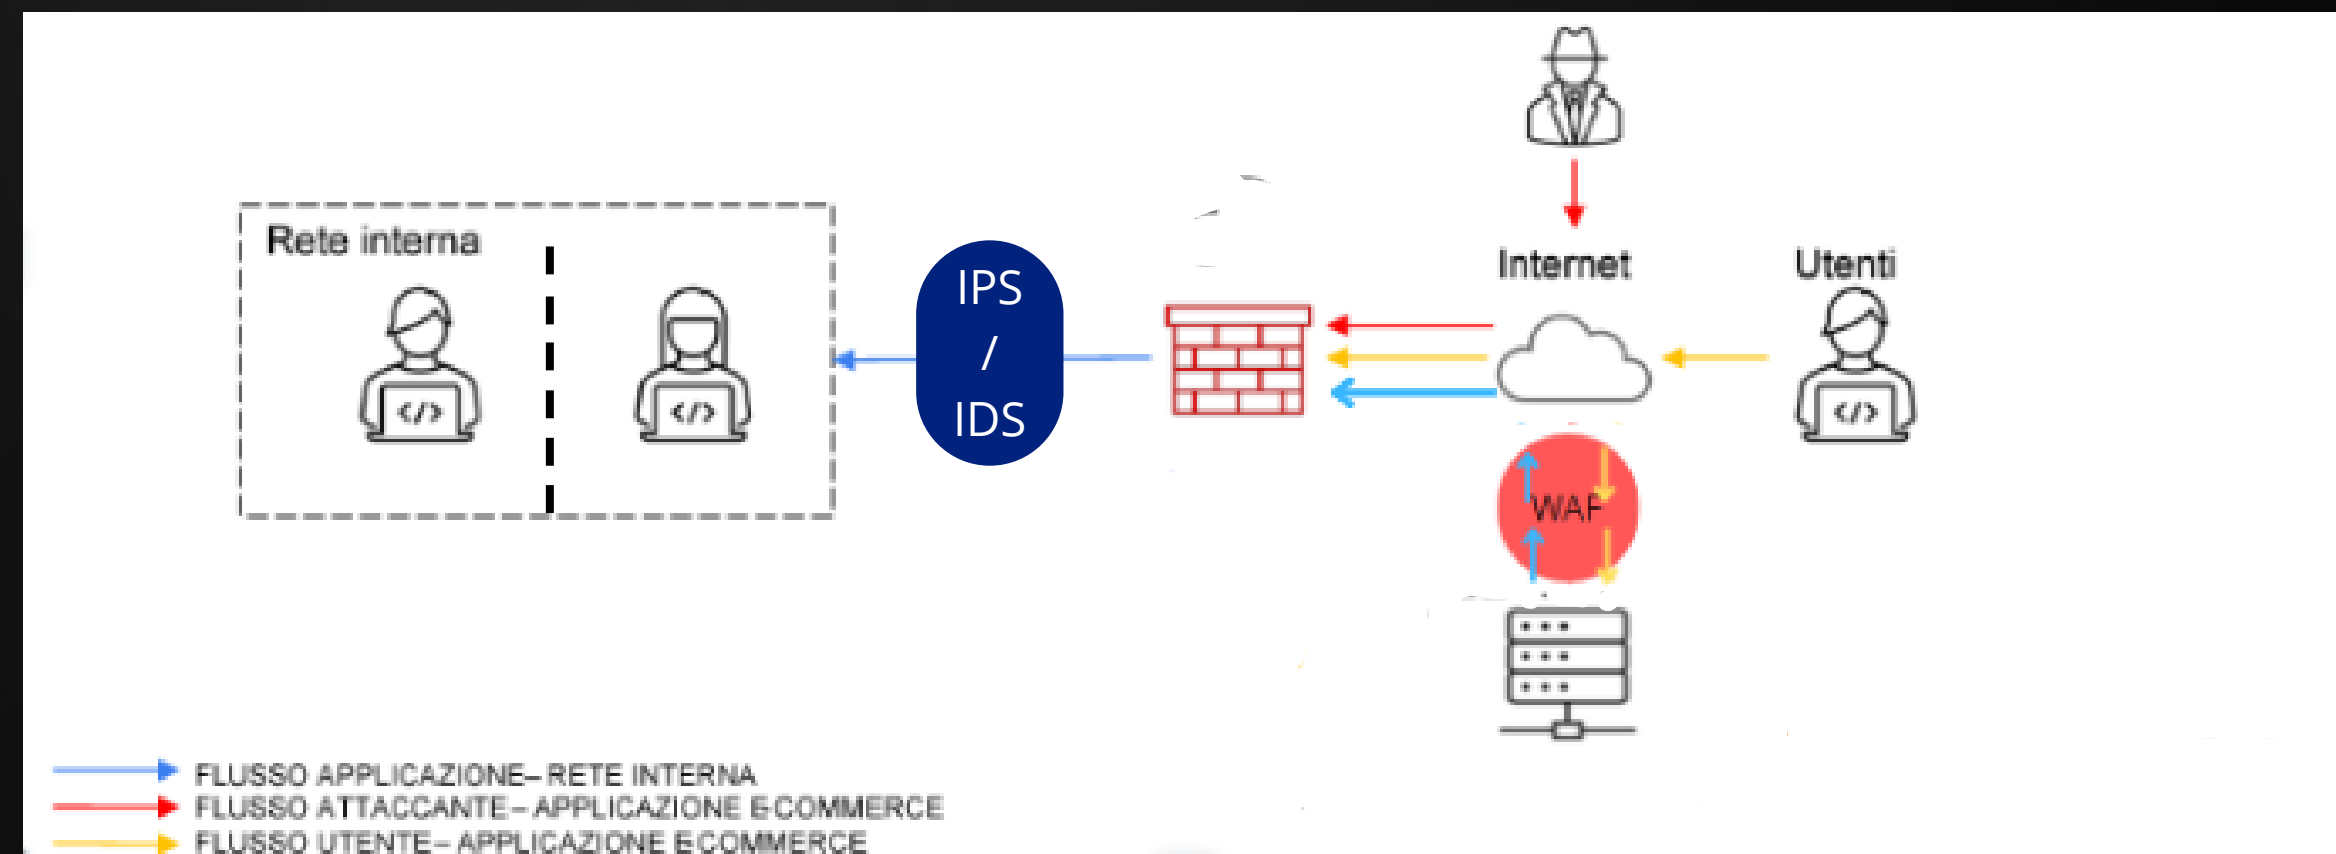 Rete interna
IPS
/
IDS
Internet
Utenti
</>
</>
</>
WAF
FLUSSO APPLICAZIONE– RETE INTERNA
FLUSSO ATTACCANTE – APPLICAZIONE E-COMMERCE
FLUSSO UTENTE– APPLICAZIONE E-COMMERCE